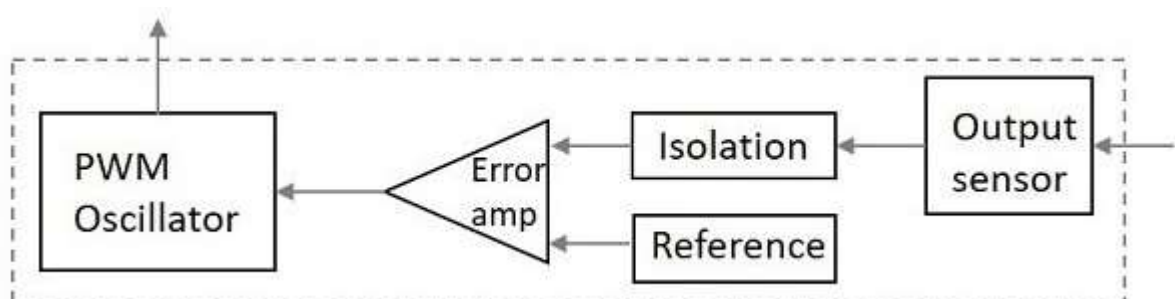 PWM
Oscillator
Error
amp
Isolation
Reference
Output
sensor